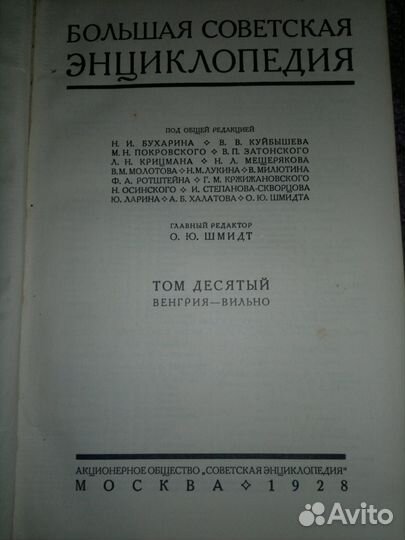 БОЛЬШАЯ СОВЕТСКАЯ
ЭНЦИКЛОПЕДИЯ
ПОД ОБЩЕЙ РЕДАКЦИЕЙ
Н. И. БУХАРИНА ✧ В. В. КУЙБЫШЕВА
М. Н. ПОКРОВСКОГО ✧ В. П. ЗАТОНСКОГО
Л. Н. КРИЦМАНА ✧ Н. Л. МЕЩЕРЯКОВА
В. М. МОЛОТОВА ✧ Н. М. ЛУКИНА ✧ В. МИЛЮТИНА
Ф. А. РОТШТЕЙНА ✧ Г. М. КРЖИЖАНОВСКОГО
Н. ОСИНСКОГО ✧ И. СТЕПАНОВА-СКВОРЦОВА
Ю. ЛАРИНА ✧ А. Б. ХАЛАТОВА ✧ О. Ю. ШМИДТА
ГЛАВНЫЙ РЕДАКТОР
О. Ю. ШМИДТ
ТОМ ДЕСЯТЫЙ
ВЕНГРИЯ—ВИЛЬНО
АКЦИОНЕРНОЕ ОБЩЕСТВО „СОВЕТСКАЯ ЭНЦИКЛОПЕДИЯ“
МОСКВА ✧ 1928
Avito